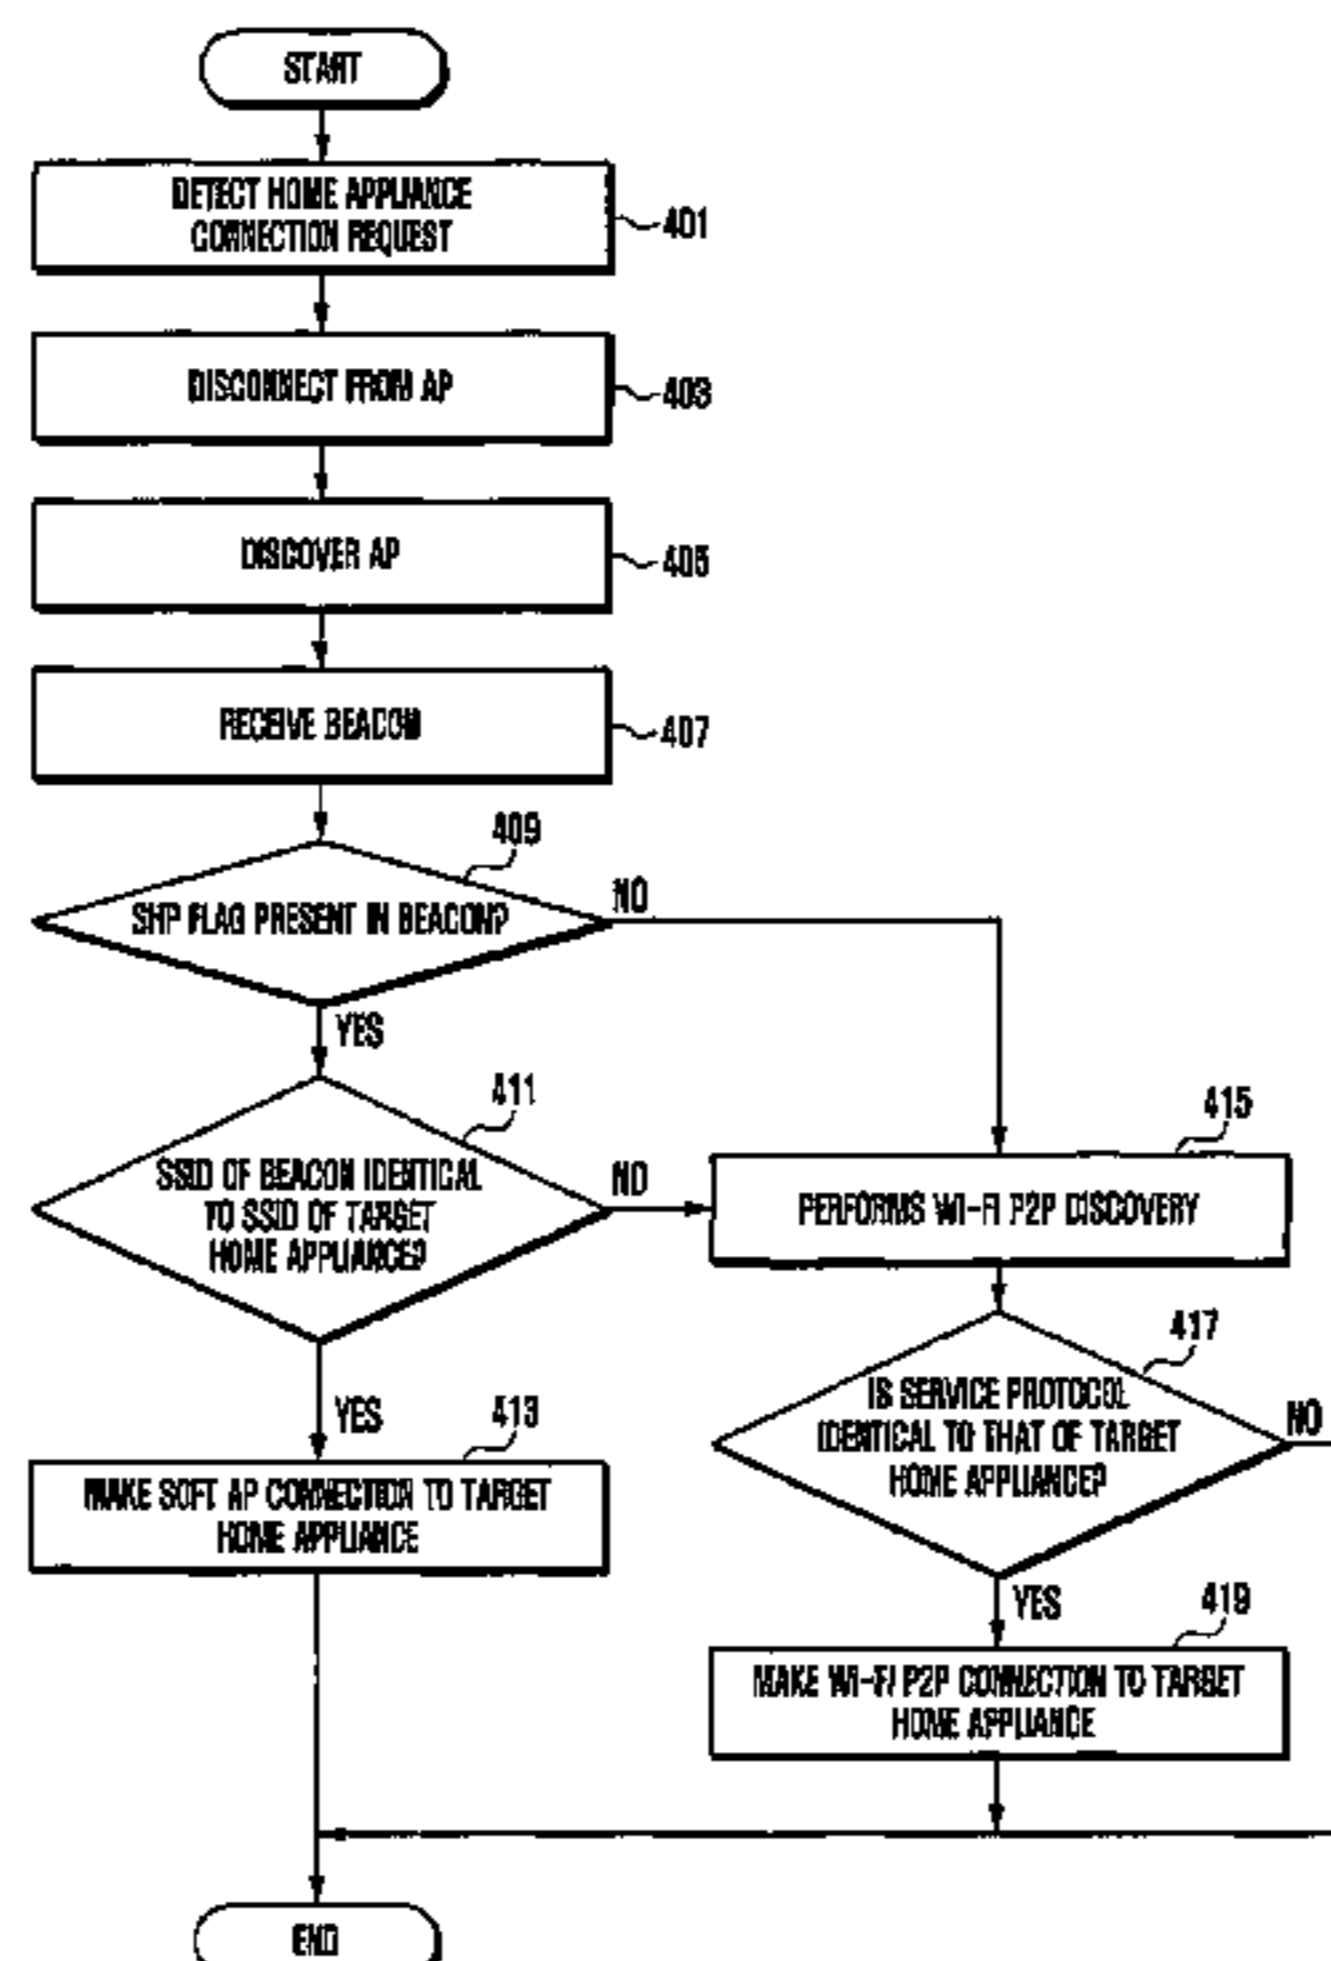 START
DETECT HOME APPLIANCE
CONNECTION REQUEST
401
DISCONNECT FROM AP
403
DISCOVER AP
405
RECEIVE BEACON
407
409
SHP FLAG PRESENT IN BEACON?
NO
YES
411
SSID OF BEACON IDENTICAL
TO SSID OF TARGET
HOME APPLIANCE?
NO
415
PERFORMS WI-FI P2P DISCOVERY
417
IS SERVICE PROTOCOL
IDENTICAL TO THAT OF TARGET
HOME APPLIANCE?
NO
YES
413
MAKE SOFT AP CONNECTION TO TARGET
HOME APPLIANCE
YES
419
MAKE WI-FI P2P CONNECTION TO TARGET
HOME APPLIANCE
END